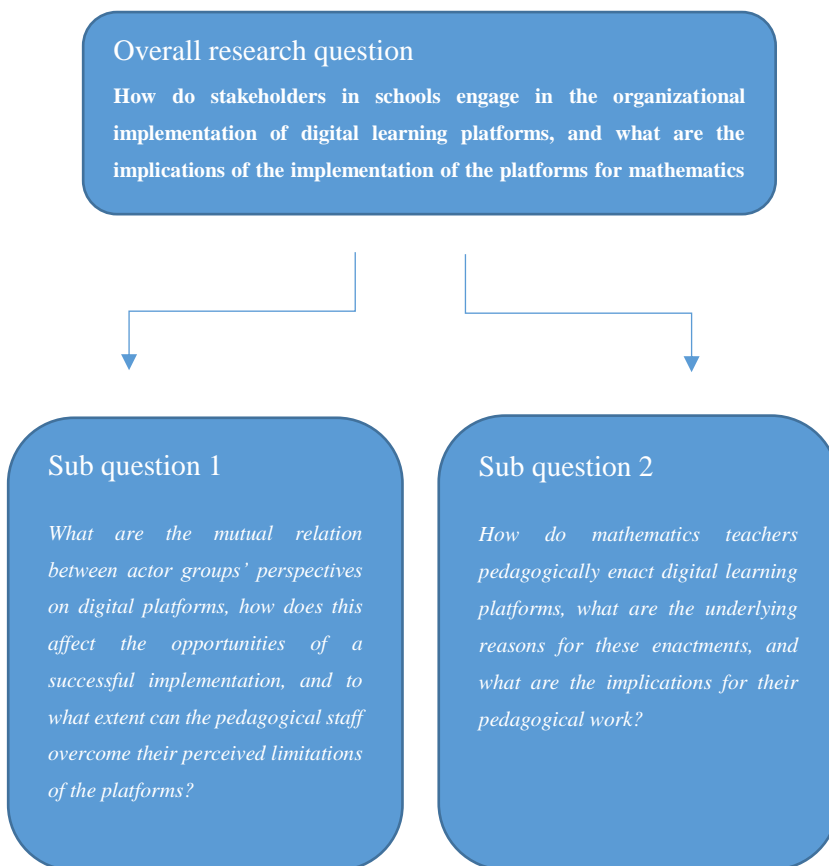 Overall research question
How do stakeholders in schools engage in the organizational
implementation of digital learning platforms, and what are the
implications of the implementation of the platforms for mathematics
Sub question 1
What are the mutual relation
between actor groups’ perspectives
on digital platforms, how does this
affect the opportunities of a
successful implementation, and to
what extent can the pedagogical staff
overcome their perceived limitations
of the platforms?
Sub question 2
How do mathematics teachers
pedagogically enact digital learning
platforms, what are the underlying
reasons for these enactments, and
what are the implications for their
pedagogical work?